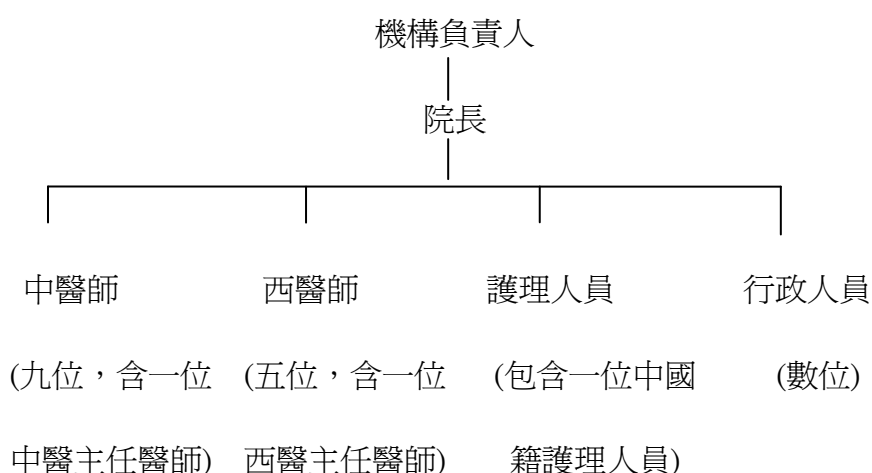 機構負責人
院長
中醫師 西醫師 護理人員 行政人員
(九位，含一位 (五位，含一位 (包含一位中國 (數位)
中醫主任醫師) 西醫主任醫師) 籍護理人員)